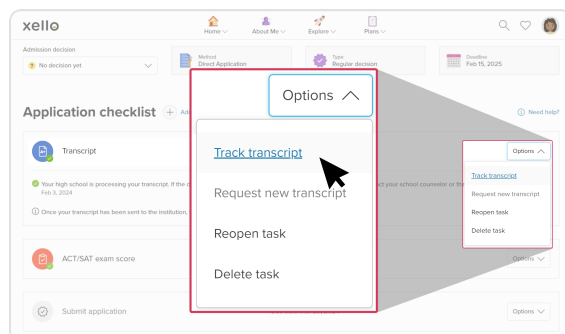 xello
Home
About Me
Explore
Plans
Admission decision
No decision yet
Method
Direct Application
Type
Regular decision
Deadline
Feb 15, 2025
Application checklist
Need help?
Transcript
Options
Your high school is processing your transcript. If the
Feb 3, 2024
Once your transcript has been sent to the institution,
Options
Track transcript
Request new transcript
Reopen task
Delete task
Track transcript
Request new transcript
Reopen task
Delete task
ACT/SAT exam score
Options
Submit application
Options